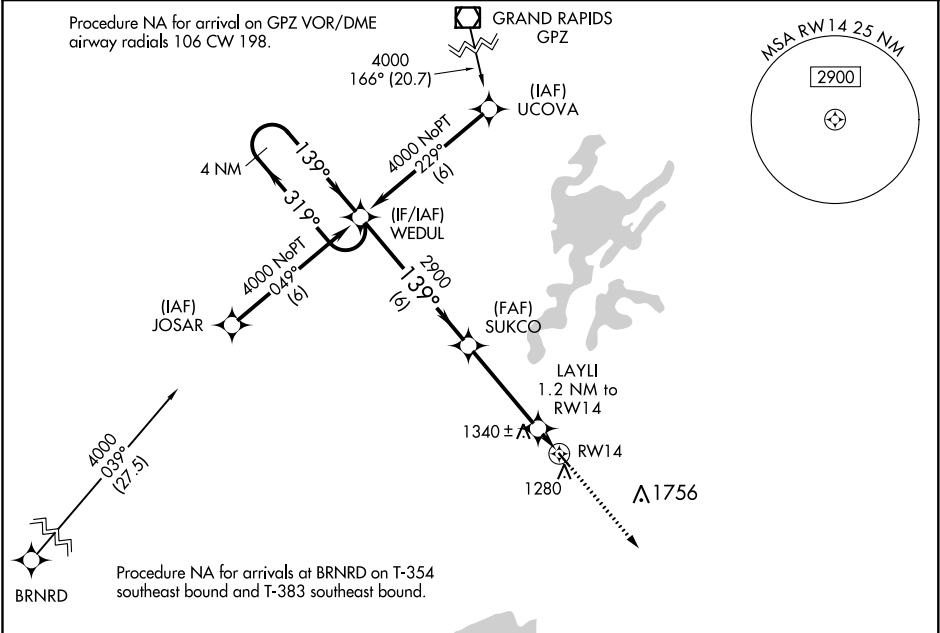 Procedure NA for arrival on GPZ VOR/DME
airway radials 106 CW 198.
GRAND RAPIDS
GPZ
MSA RW14 25 NM
2900
4000
166° (20.7)
(IAF)
UCOVA
4000 NoPT
229°
(6)
4 NM
139°
319°
(IF/IAF)
WEDUL
4000 NoPT
049°
(6)
2900
139°
(6)
(IAF)
JOSAR
(FAF)
SUKCO
LAYLI
1.2 NM to
RW14
1340 ±
RW14
1280
1756
4000
039°
(27.5)
BRNRD
Procedure NA for arrivals at BRNRD on T-354
southeast bound and T-383 southeast bound.